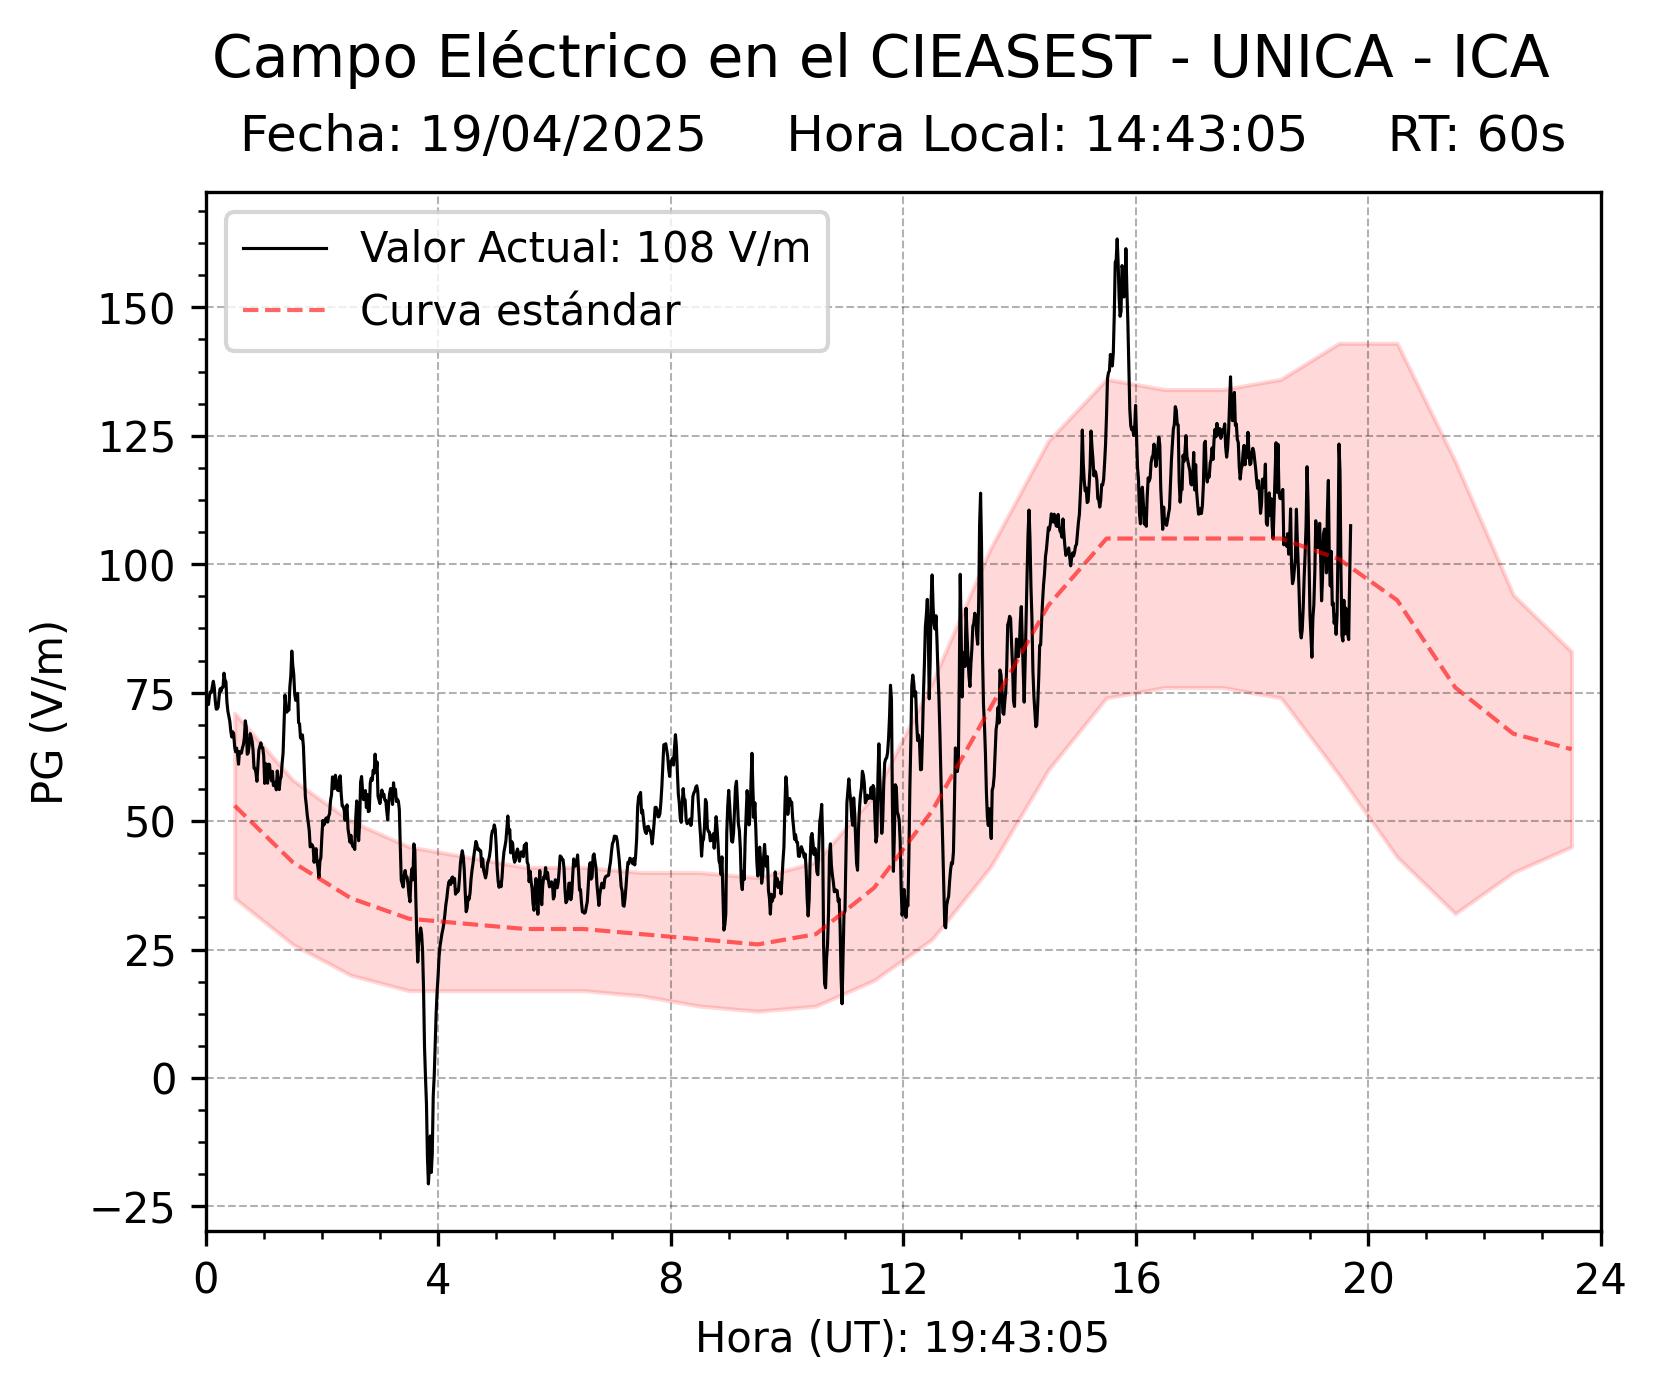 Campo Eléctrico en el CIEASEST - UNICA - ICA
Fecha: 19/04/2025 Hora Local: 14:43:05 RT: 60s
Valor Actual: 108 V/m
Curva estándar
PG (V/m)
150
125
100
75
50
25
0
−25
0 4 8 12 16 20 24
Hora (UT): 19:43:05